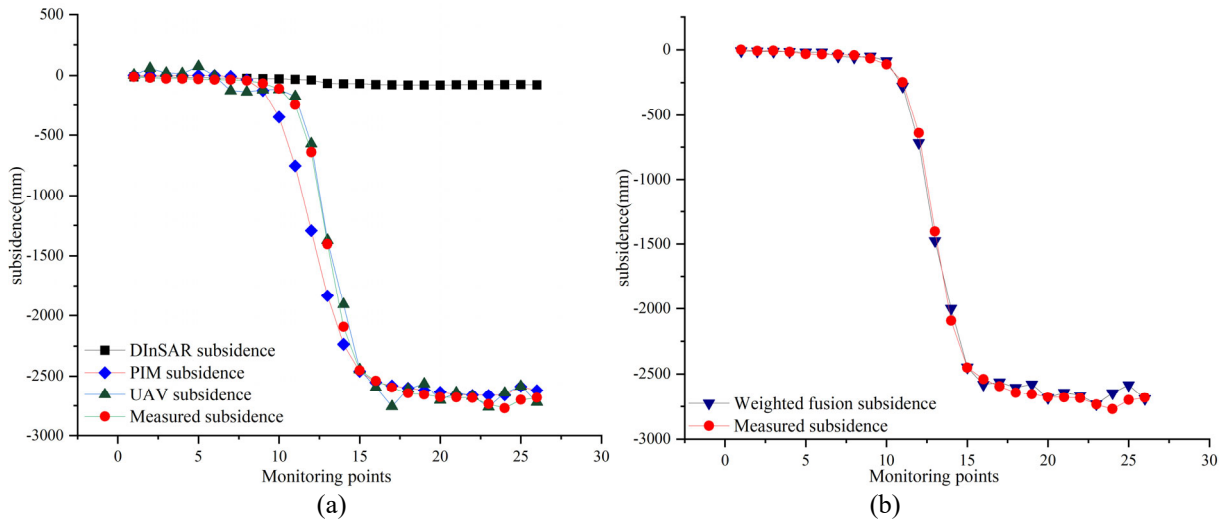 500
0
-500
-1000
-1500
-2000
-2500
-3000
subsidence(mm)
DInSAR subsidence
PIM subsidence
UAV subsidence
Measured subsidence
0
5
10
15
20
25
30
Monitoring points
(a)
0
-500
-1000
-1500
-2000
-2500
-3000
subsidence(mm)
Weighted fusion subsidence
Measured subsidence
0
5
10
15
20
25
30
Monitoring points
(b)